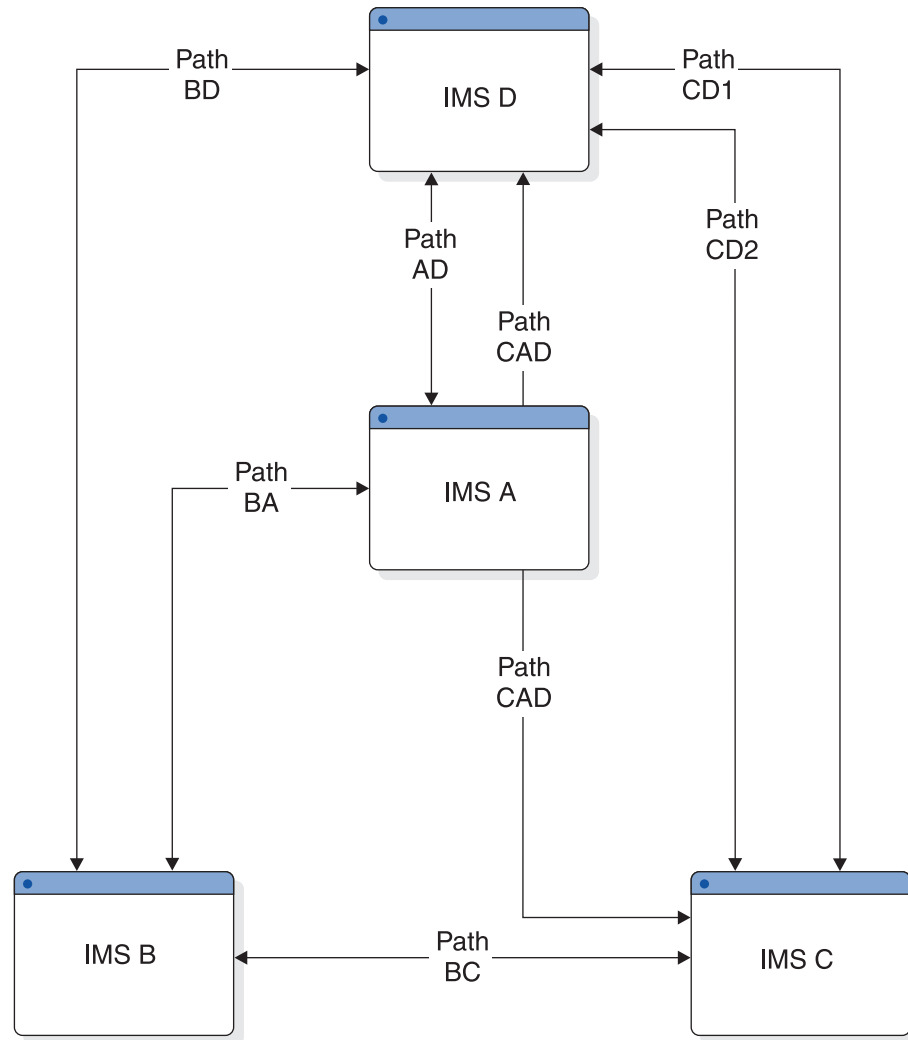 Path
BD
IMS D
Path
CD1
Path
AD
Path
CD2
Path
CAD
Path
BA
IMS A
Path
CAD
IMS B
Path
BC
IMS C